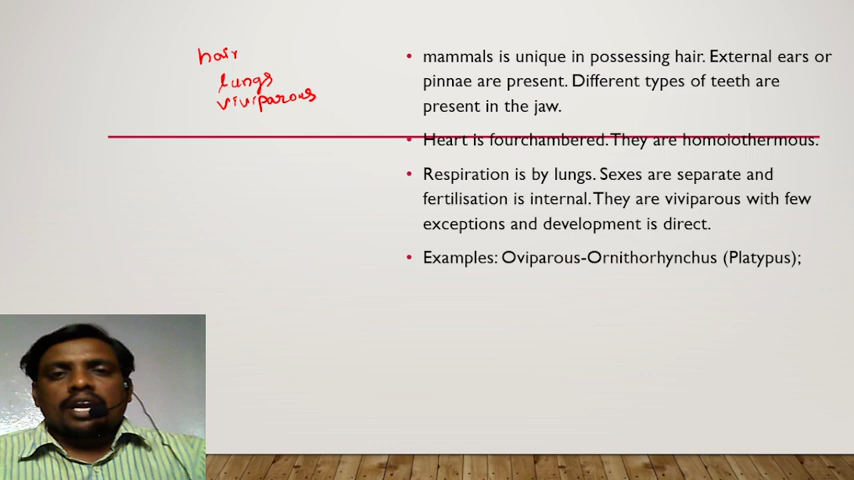 hair
lungs
viviparous
• mammals is unique in possessing hair. External ears or
pinnae are present. Different types of teeth are
present in the jaw.
• Heart is fourchambered. They are homoiothermous.
• Respiration is by lungs. Sexes are separate and
fertilisation is internal. They are viviparous with few
exceptions and development is direct.
• Examples: Oviparous-Ornithorhynchus (Platypus);